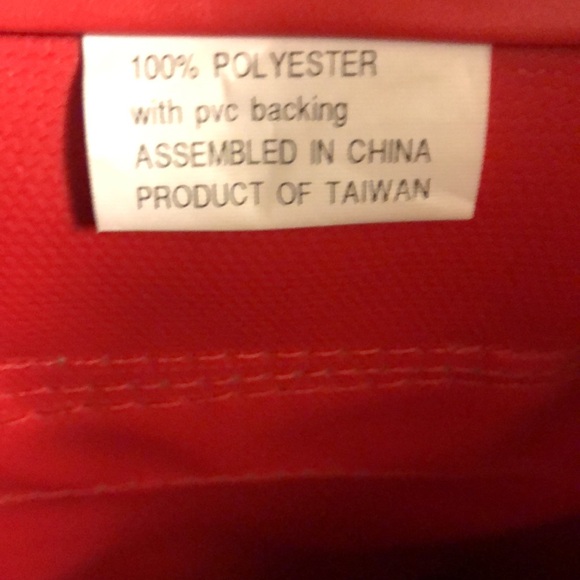 100% POLYESTER
with pvc backing
ASSEMBLED IN CHINA
PRODUCT OF TAIWAN